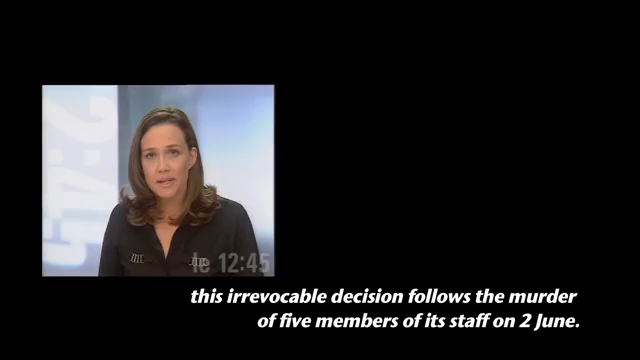 le 12:45
this irrevocable decision follows the murder
of five members of its staff on 2 June.